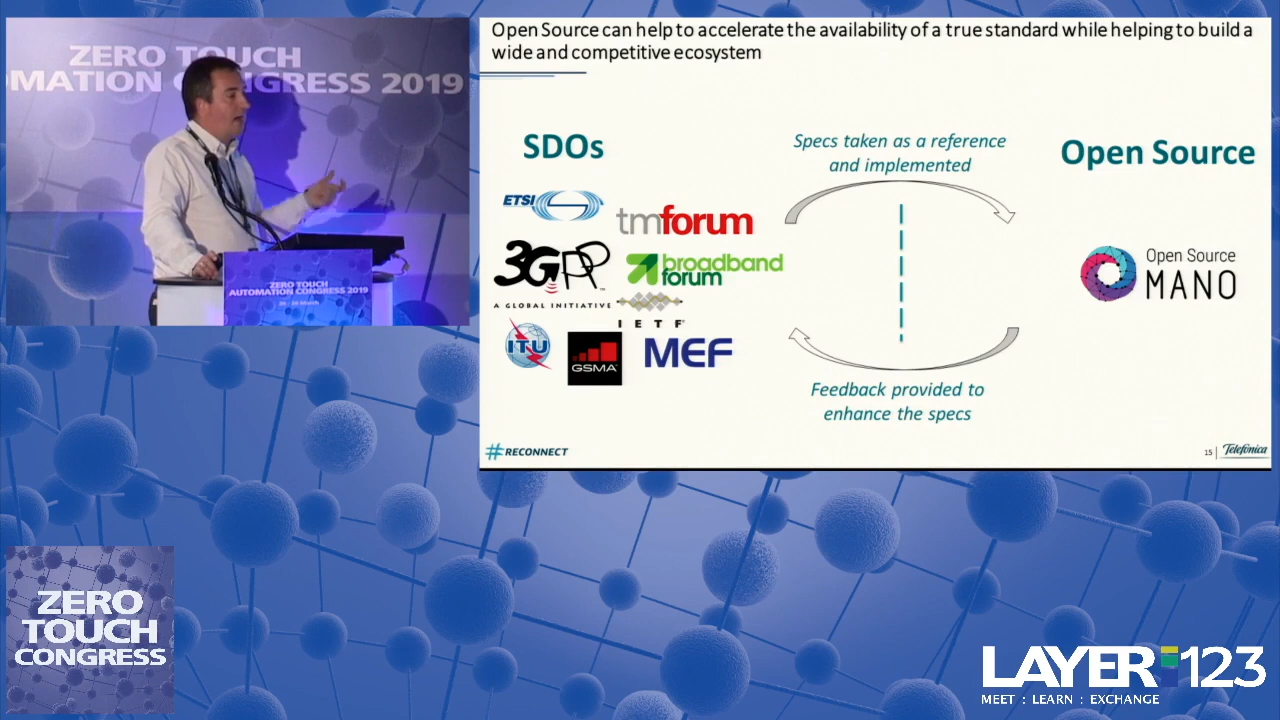 ZERO TOUCH
OMATION CONGRESS 2019
ZERO TOUCH
AUTOMATION CONGRESS 2019
Open Source can help to accelerate the availability of a true standard while helping to build a
wide and competitive ecosystem
SDOs
ETSI
tmforum
3GPP
A GLOBAL INITIATIVE
broadband
forum
IETF
ITU
GSMA
MEF
Specs taken as a reference
and implemented
Feedback provided to
enhance the specs
Open Source
Open Source
MANO
#RECONNECT
15
Telefónica
ZERO
TOUCH
CONGRESS
LAYER123
MEET : LEARN : EXCHANGE